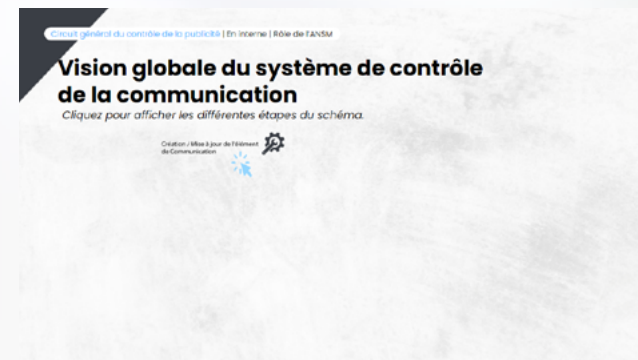 Circuit général du contrôle de la publicité | En interne | Rôle de l'ANSM
Vision globale du système de contrôle
de la communication
Cliquez pour afficher les différentes étapes du schéma.
Création / Mise à jour de l'élément
de Communication